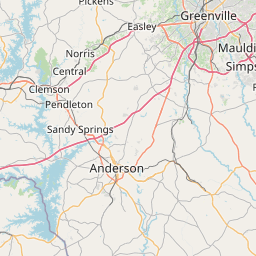 Pickens
Greenville
Easley
Norris
Mauldi
Central
Simps
Clemson
Pendleton
Sandy Springs
Anderson